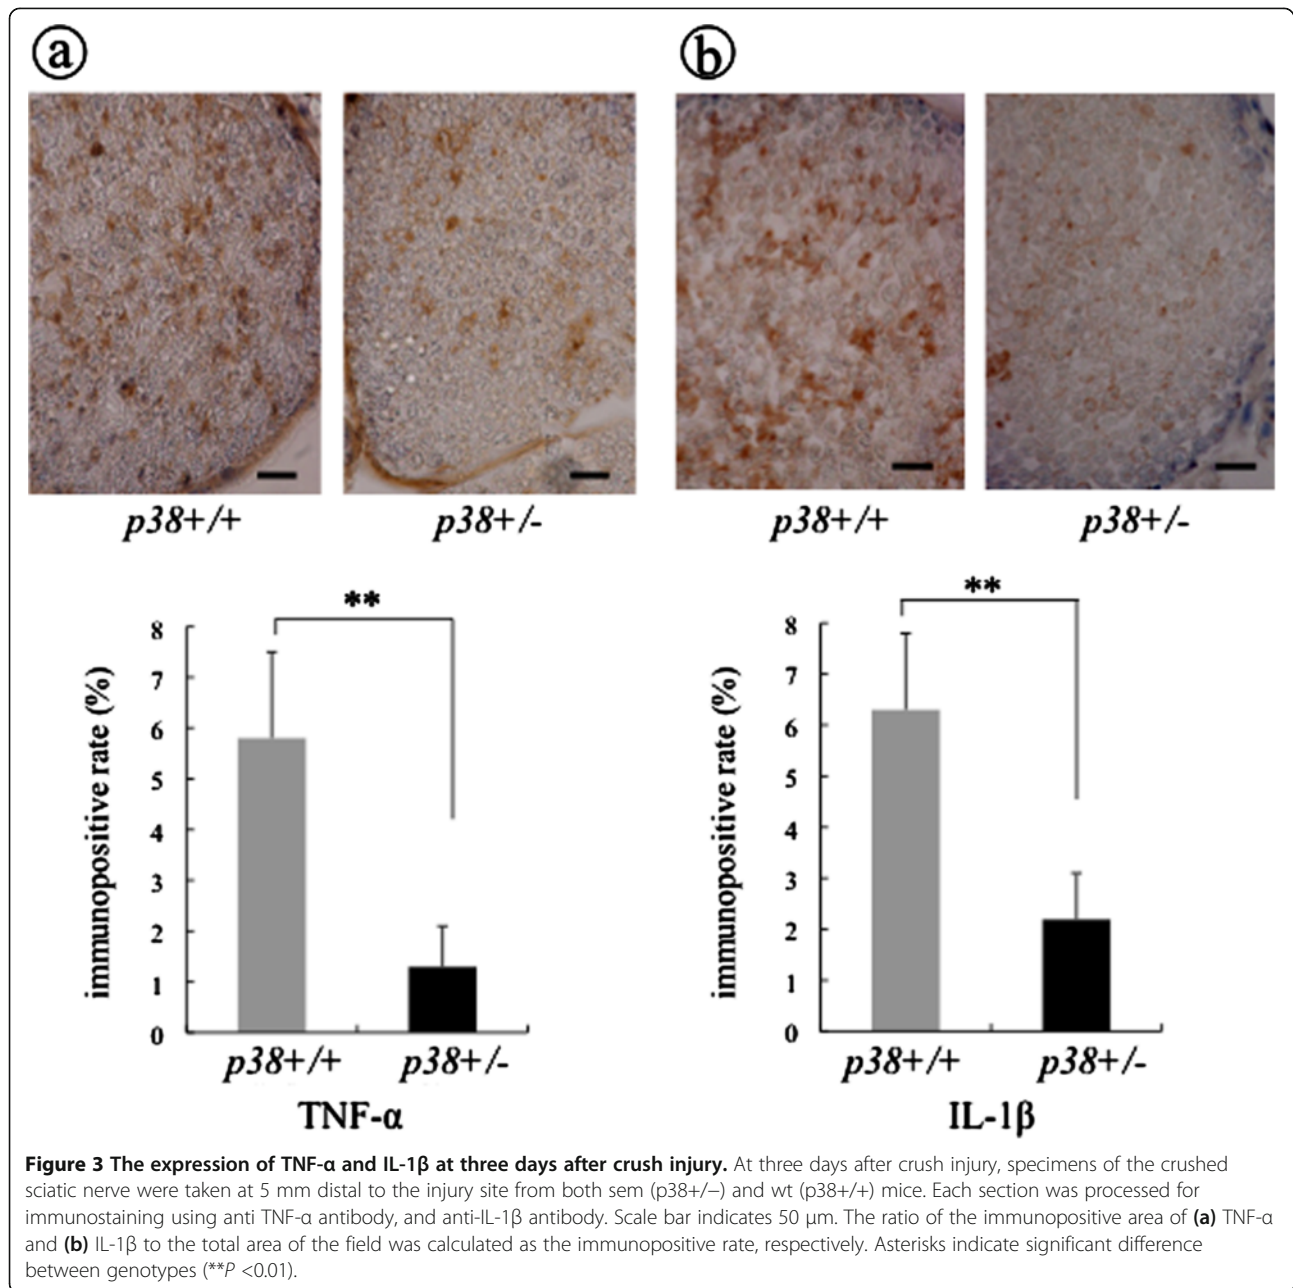 a
b
p38+/+
p38+/-
p38+/+
p38+/-
**
8
7
6
5
4
3
2
1
0
immunopositive rate (%)
p38+/+
p38+/-
TNF-α
**
8
7
6
5
4
3
2
1
0
immunopositive rate (%)
p38+/+
p38+/-
IL-1β
Figure 3 The expression of TNF-α and IL-1β at three days after crush injury. At three days after crush injury, specimens of the crushed
sciatic nerve were taken at 5 mm distal to the injury site from both sem (p38+/−) and wt (p38+/+) mice. Each section was processed for
immunostaining using anti TNF-α antibody, and anti-IL-1β antibody. Scale bar indicates 50 μm. The ratio of the immunopositive area of (a) TNF-α
and (b) IL-1β to the total area of the field was calculated as the immunopositive rate, respectively. Asterisks indicate significant difference
between genotypes (**P <0.01).